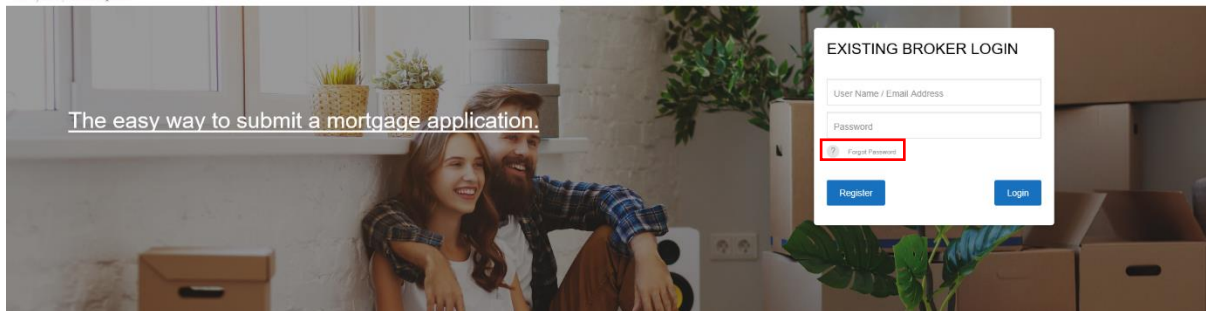 The easy way to submit a mortgage application.
EXISTING BROKER LOGIN
User Name / Email Address
Password
? Forgot Password
Register
Login